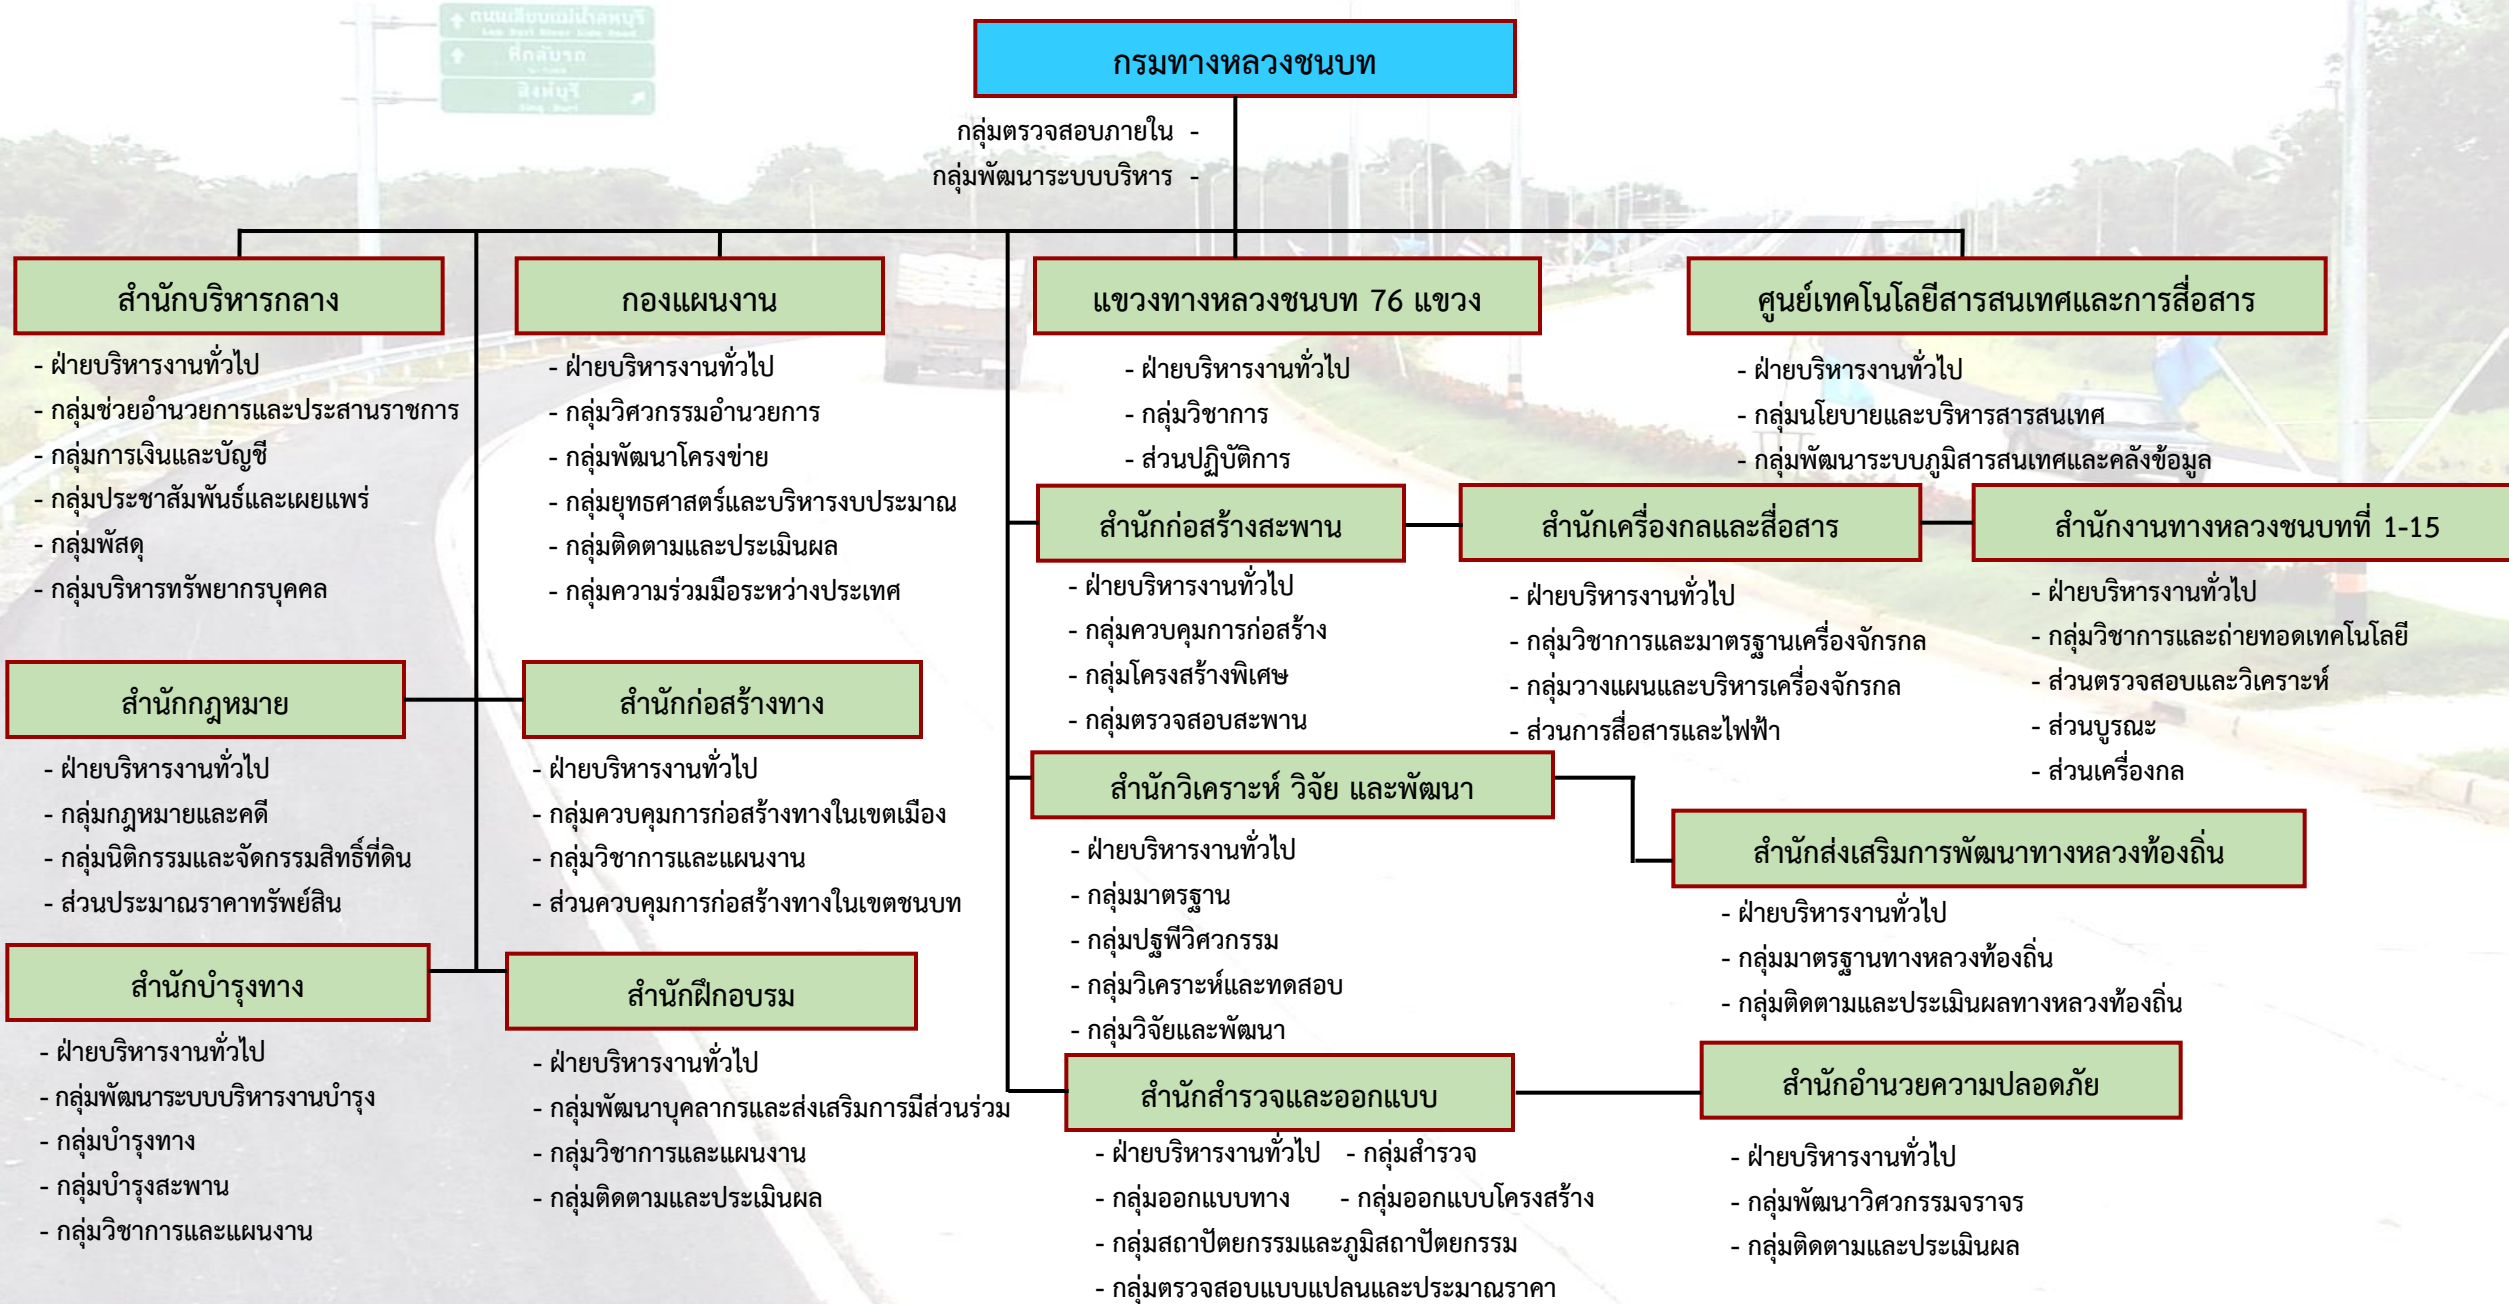 ถนนเลียบแม่น้ำลพบุรี
Lop Buri River Side Road
ที่กลับรถ
สิงห์บุรี
Sing Buri
กรมทางหลวงชนบท
กลุ่มตรวจสอบภายใน -
กลุ่มพัฒนาระบบบริหาร -
สำนักบริหารกลาง
- ฝ่ายบริหารงานทั่วไป
- กลุ่มช่วยอำนวยการและประสานราชการ
- กลุ่มการเงินและบัญชี
- กลุ่มประชาสัมพันธ์และเผยแพร่
- กลุ่มพัสดุ
- กลุ่มบริหารทรัพยากรบุคคล
กองแผนงาน
- ฝ่ายบริหารงานทั่วไป
- กลุ่มวิศวกรรมอำนวยการ
- กลุ่มพัฒนาโครงข่าย
- กลุ่มยุทธศาสตร์และบริหารงบประมาณ
- กลุ่มติดตามและประเมินผล
- กลุ่มความร่วมมือระหว่างประเทศ
แขวงทางหลวงชนบท 76 แขวง
- ฝ่ายบริหารงานทั่วไป
- กลุ่มวิชาการ
- ส่วนปฏิบัติการ
ศูนย์เทคโนโลยีสารสนเทศและการสื่อสาร
- ฝ่ายบริหารงานทั่วไป
- กลุ่มนโยบายและบริหารสารสนเทศ
- กลุ่มพัฒนาระบบภูมิสารสนเทศและคลังข้อมูล
สำนักก่อสร้างสะพาน
- ฝ่ายบริหารงานทั่วไป
- กลุ่มควบคุมการก่อสร้าง
- กลุ่มโครงสร้างพิเศษ
- กลุ่มตรวจสอบสะพาน
สำนักเครื่องกลและสื่อสาร
- ฝ่ายบริหารงานทั่วไป
- กลุ่มวิชาการและมาตรฐานเครื่องจักรกล
- กลุ่มวางแผนและบริหารเครื่องจักรกล
- ส่วนการสื่อสารและไฟฟ้า
สำนักงานทางหลวงชนบทที่ 1-15
- ฝ่ายบริหารงานทั่วไป
- กลุ่มวิชาการและถ่ายทอดเทคโนโลยี
- ส่วนตรวจสอบและวิเคราะห์
- ส่วนบูรณะ
- ส่วนเครื่องกล
สำนักกฎหมาย
- ฝ่ายบริหารงานทั่วไป
- กลุ่มกฎหมายและคดี
- กลุ่มนิติกรรมและจัดกรรมสิทธิ์ที่ดิน
- ส่วนประมาณราคาทรัพย์สิน
สำนักก่อสร้างทาง
- ฝ่ายบริหารงานทั่วไป
- กลุ่มควบคุมการก่อสร้างทางในเขตเมือง
- กลุ่มวิชาการและแผนงาน
- ส่วนควบคุมการก่อสร้างทางในเขตชนบท
สำนักวิเคราะห์ วิจัย และพัฒนา
- ฝ่ายบริหารงานทั่วไป
- กลุ่มมาตรฐาน
- กลุ่มปฐพีวิศวกรรม
- กลุ่มวิเคราะห์และทดสอบ
- กลุ่มวิจัยและพัฒนา
สำนักส่งเสริมการพัฒนาทางหลวงท้องถิ่น
- ฝ่ายบริหารงานทั่วไป
- กลุ่มมาตรฐานทางหลวงท้องถิ่น
- กลุ่มติดตามและประเมินผลทางหลวงท้องถิ่น
สำนักบำรุงทาง
- ฝ่ายบริหารงานทั่วไป
- กลุ่มพัฒนาระบบบริหารงานบำรุง
- กลุ่มบำรุงทาง
- กลุ่มบำรุงสะพาน
- กลุ่มวิชาการและแผนงาน
สำนักฝึกอบรม
- ฝ่ายบริหารงานทั่วไป
- กลุ่มพัฒนาบุคลากรและส่งเสริมการมีส่วนร่วม
- กลุ่มวิชาการและแผนงาน
- กลุ่มติดตามและประเมินผล
สำนักสำรวจและออกแบบ
- ฝ่ายบริหารงานทั่วไป - กลุ่มสำรวจ
- กลุ่มออกแบบทาง - กลุ่มออกแบบโครงสร้าง
- กลุ่มสถาปัตยกรรมและภูมิสถาปัตยกรรม
- กลุ่มตรวจสอบแบบแปลนและประมาณราคา
สำนักอำนวยความปลอดภัย
- ฝ่ายบริหารงานทั่วไป
- กลุ่มพัฒนาวิศวกรรมจราจร
- กลุ่มติดตามและประเมินผล